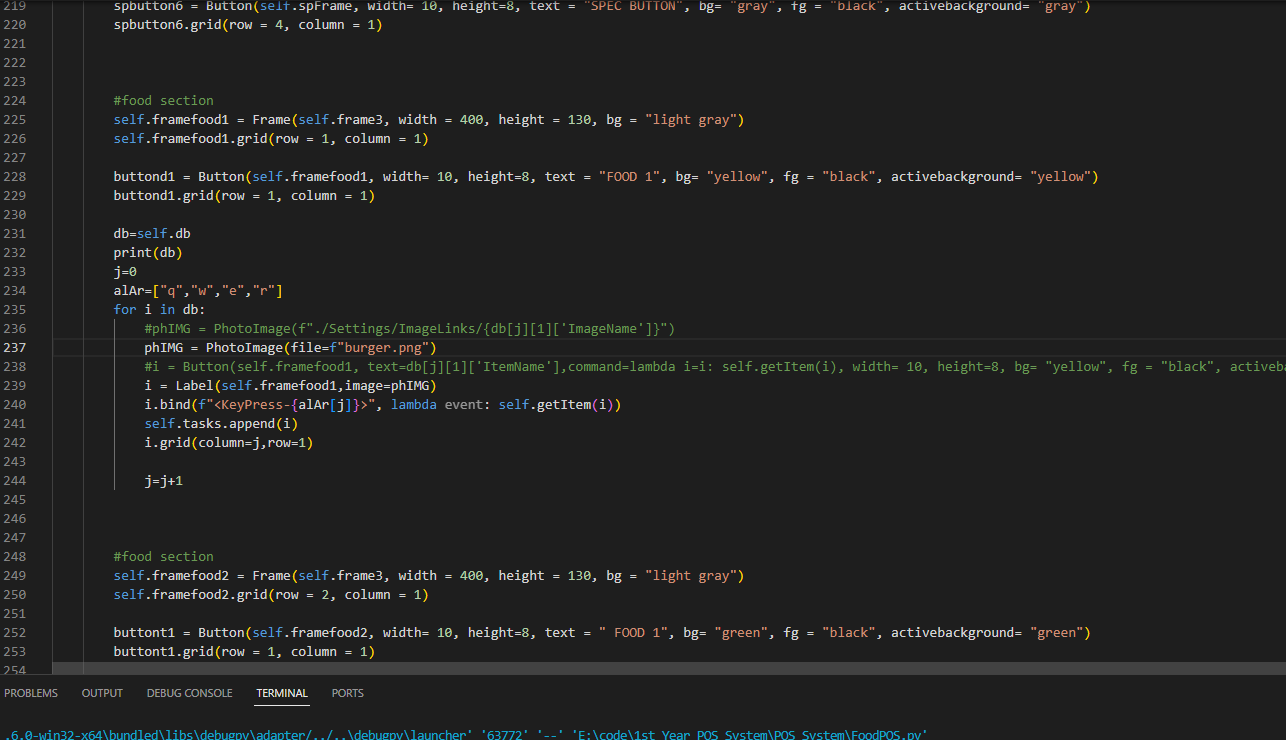 219 spbutton6 = Button(self.spFrame, width= 10, height=8, text = "SPEC BUTTON", bg= "gray", fg = "black", activebackground= "gray")
220 spbutton6.grid(row = 4, column = 1)
221
222
223
224 #food section
225 self.framefood1 = Frame(self.frame3, width = 400, height = 130, bg = "light gray")
226 self.framefood1.grid(row = 1, column = 1)
227
228 buttond1 = Button(self.framefood1, width= 10, height=8, text = "FOOD 1", bg= "yellow", fg = "black", activebackground= "yellow")
229 buttond1.grid(row = 1, column = 1)
230
231 db=self.db
232 print(db)
233 j=0
234 alAr=["q","w","e","r"]
235 for i in db:
236 #phIMG = PhotoImage(f"./Settings/ImageLinks/{db[j][1]['ImageName']}")
237 phIMG = PhotoImage(file=f"burger.png")
238 #i = Button(self.framefood1, text=db[j][1]['ItemName'],command=lambda i=i: self.getItem(i), width= 10, height=8, bg= "yellow", fg = "black", activeba
239 i = Label(self.framefood1,image=phIMG)
240 i.bind(f"<KeyPress-{alAr[j]}>", lambda event: self.getItem(i))
241 self.tasks.append(i)
242 i.grid(column=j,row=1)
243
244 j=j+1
245
246
247
248 #food section
249 self.framefood2 = Frame(self.frame3, width = 400, height = 130, bg = "light gray")
250 self.framefood2.grid(row = 2, column = 1)
251
252 buttont1 = Button(self.framefood2, width= 10, height=8, text = " FOOD 1", bg= "green", fg = "black", activebackground= "green")
253 buttont1.grid(row = 1, column = 1)
254
PROBLEMS OUTPUT DEBUG CONSOLE TERMINAL PORTS
.6.0-win32-x64\bundled\libs\debugpy\adapter/../..\debugpy\launcher' '63772' '--' 'E:\code\1st Year POS System\POS System\FoodPOS.py'